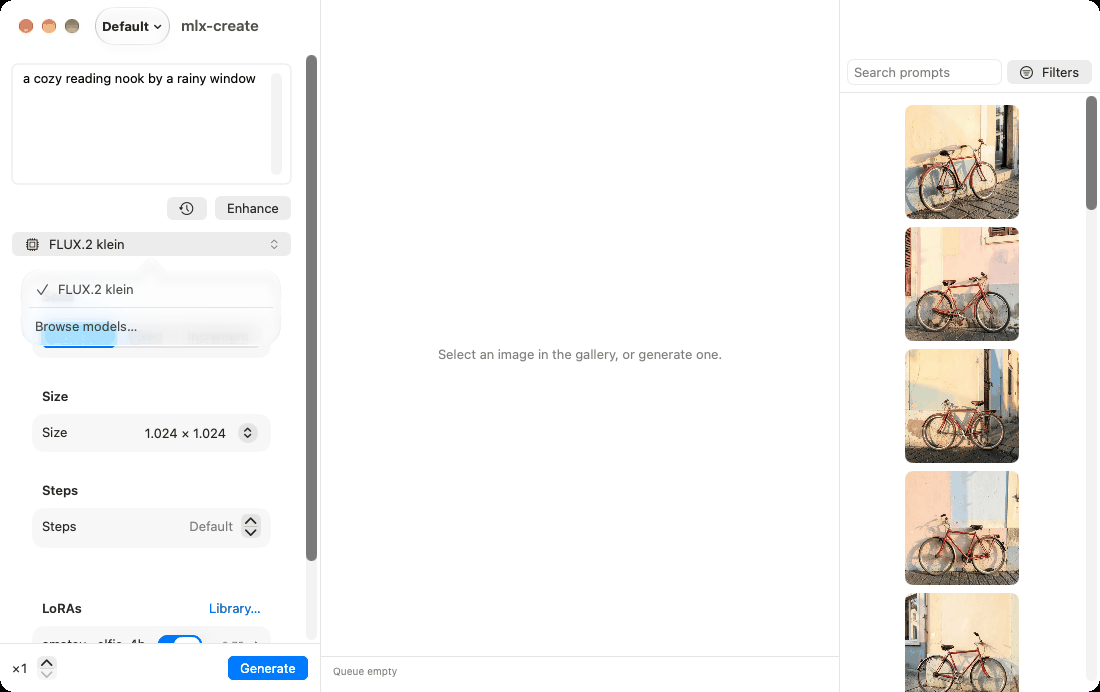 Default
mlx-create
a cozy reading nook by a rainy window
Enhance
FLUX.2 klein
FLUX.2 klein
Browse models...
Size
Size
1.024 × 1.024
Steps
Steps
Default
LoRAs
Library...
×1
Generate
Select an image in the gallery, or generate one.
Queue empty
Search prompts
Filters